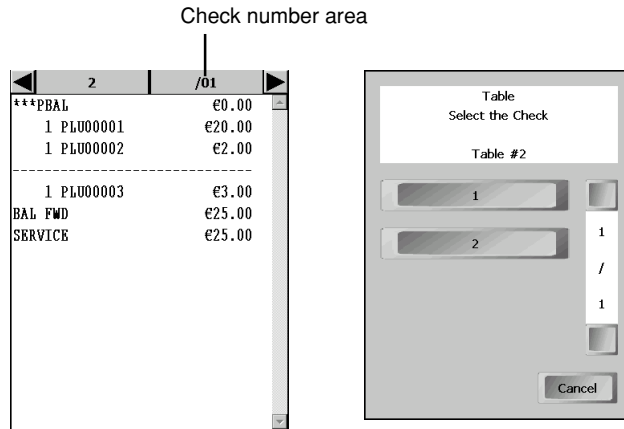 Check number area
2 /01
***PBAL €0.00
1 PLU00001 €20.00
1 PLU00002 €2.00
--------------------------------
1 PLU00003 €3.00
BAL FWD €25.00
SERVICE €25.00
Table
Select the Check
Table #2
1
2
1
/
1
Cancel